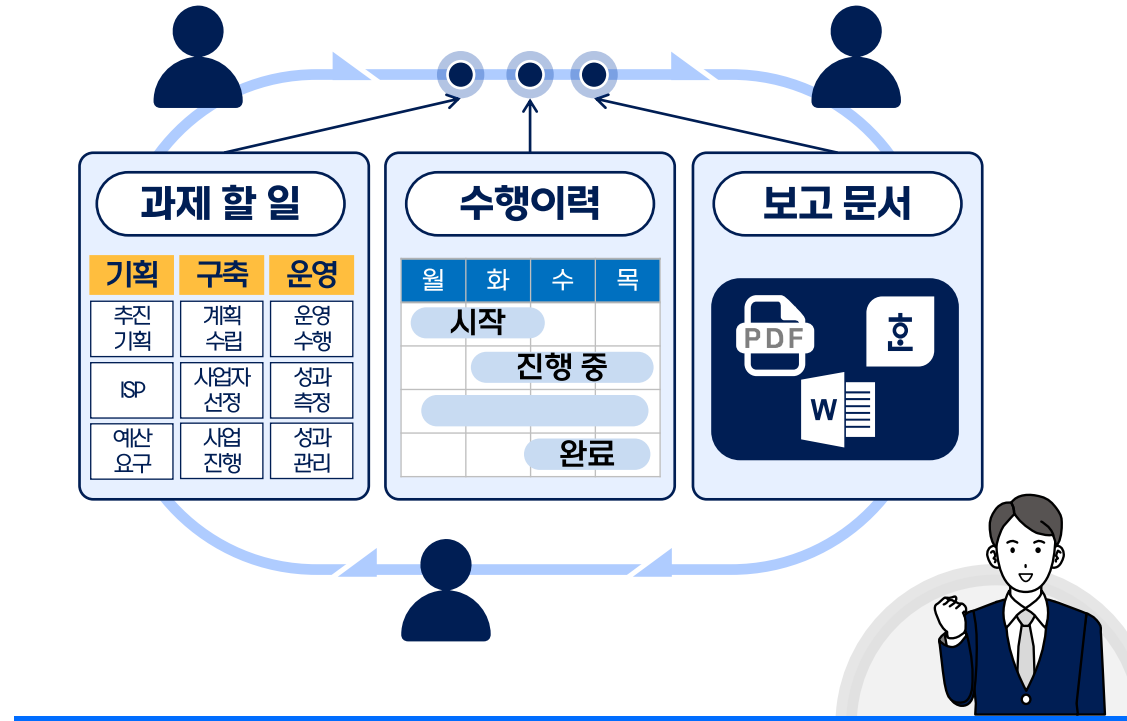 과제 할 일
수행이력
보고 문서
기획 구축 운영
추진
기획
계획
수립
운영
수행
ISP
사업자
선정
성과
측정
예산
요구
사업
진행
성과
관리
월 화 수 목
시작
진행 중
완료
PDF
호
W